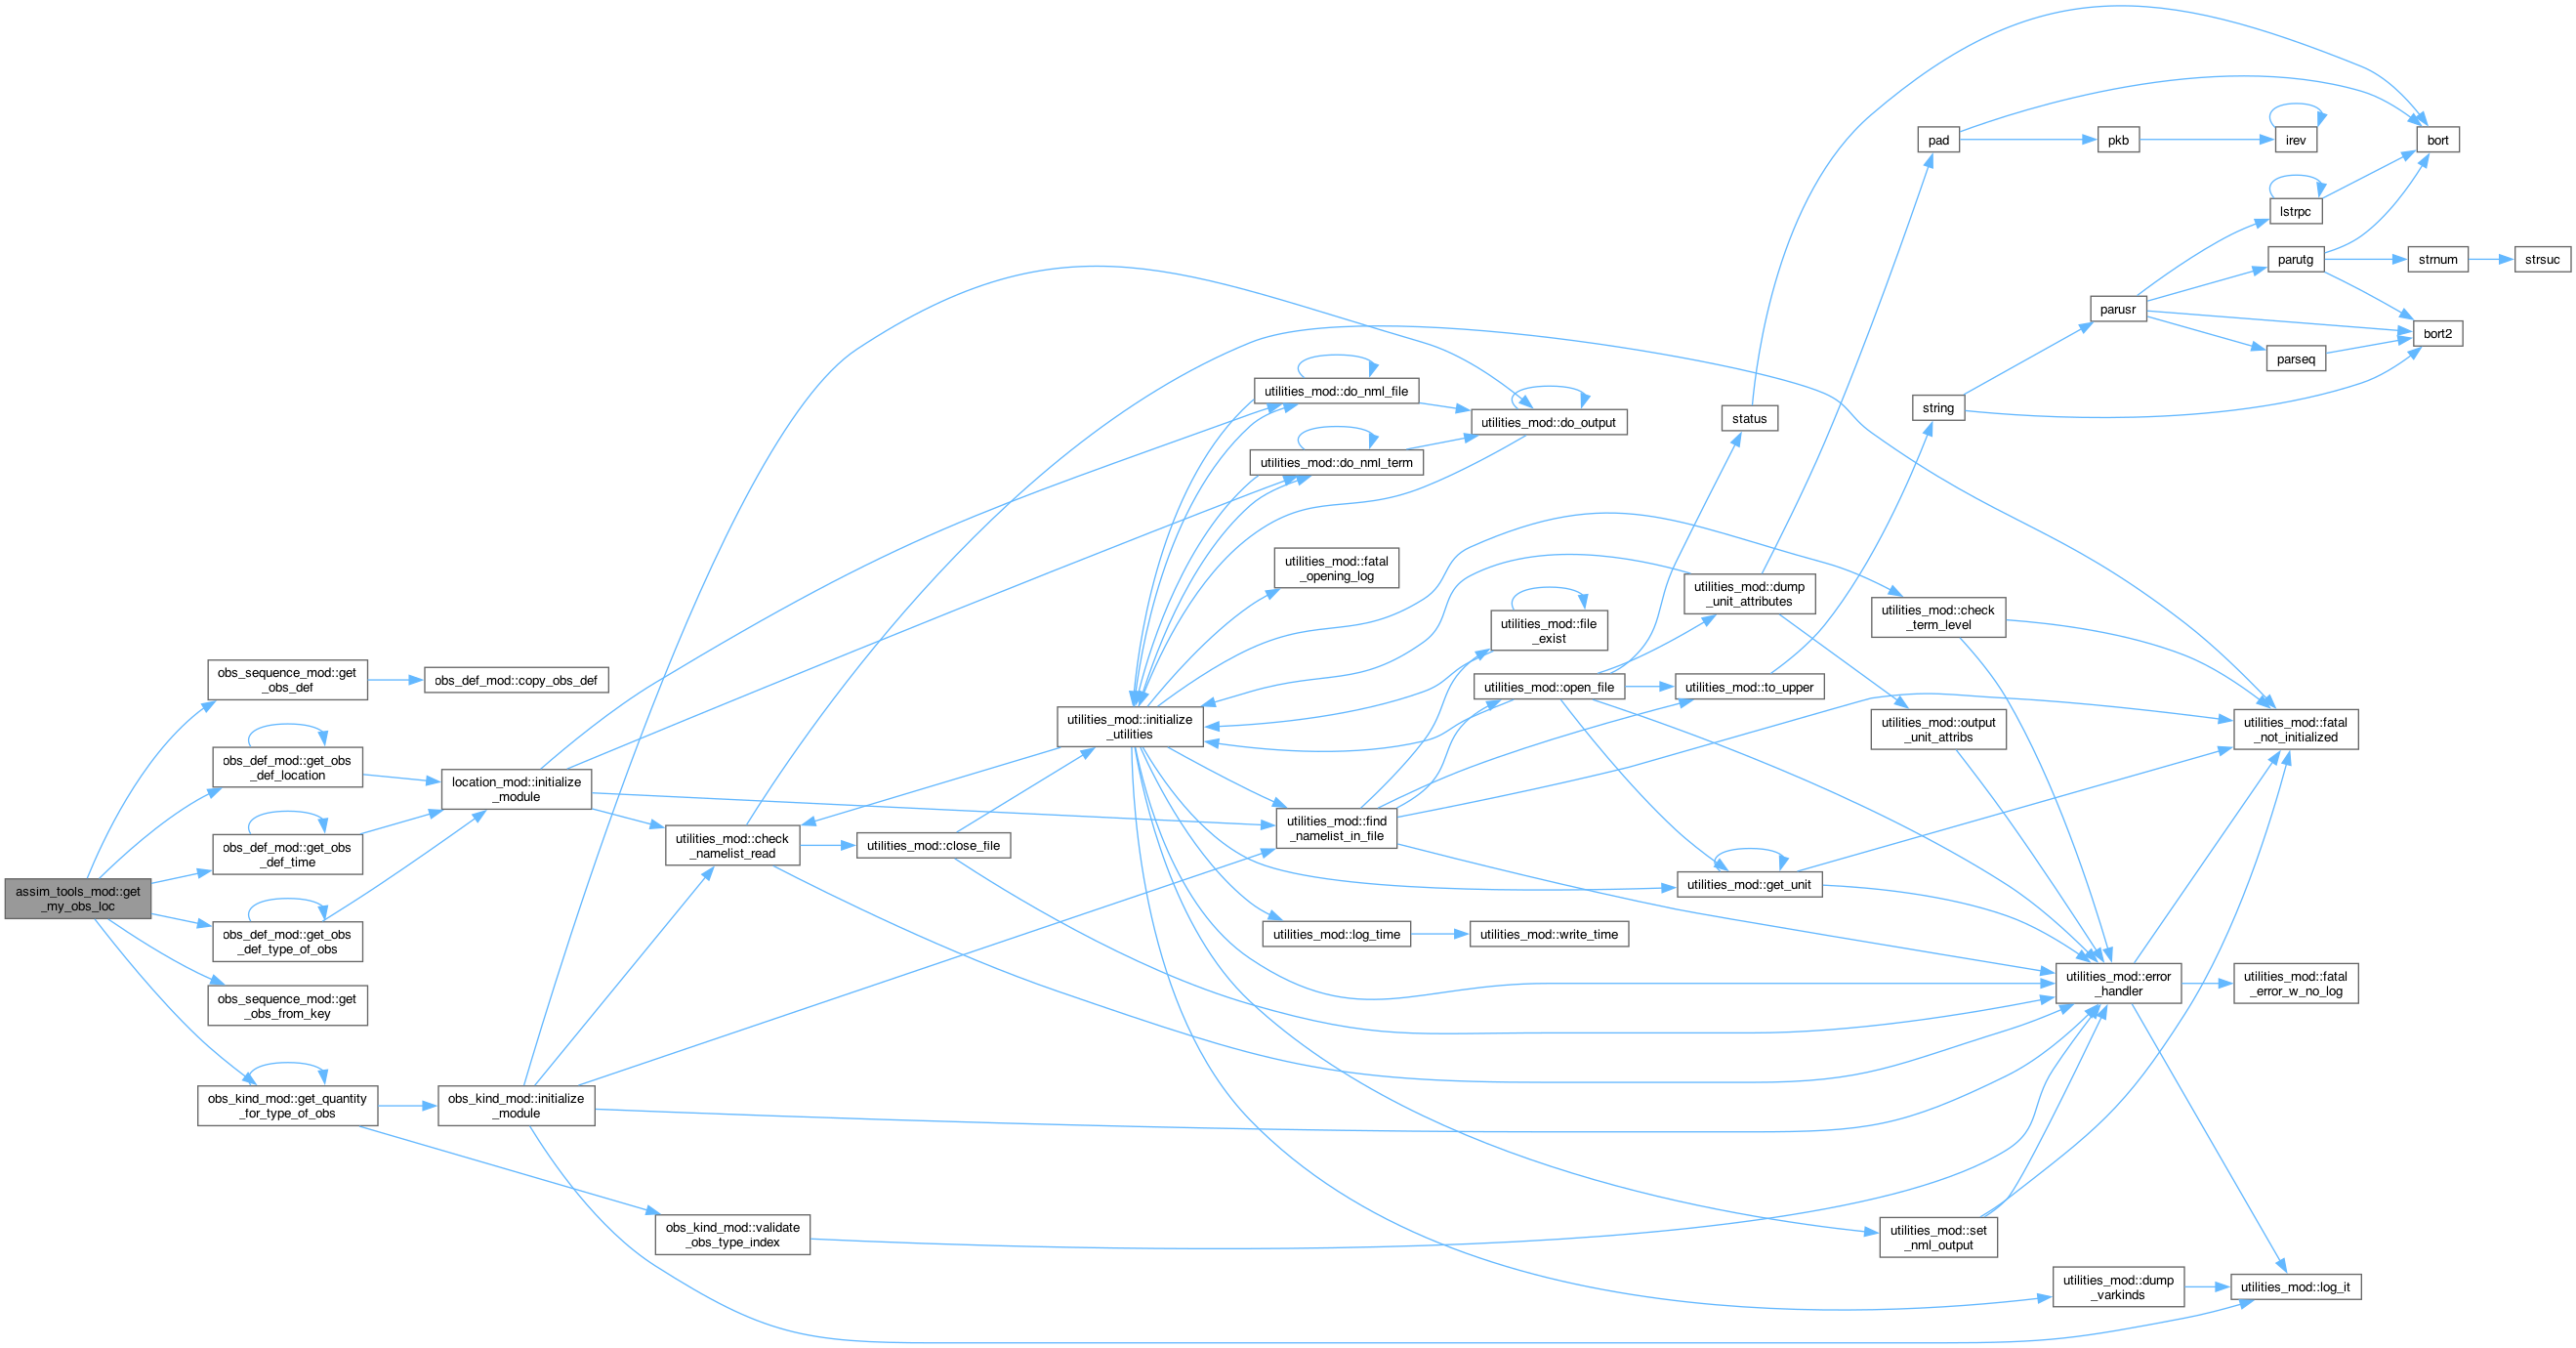 assim_tools_mod::get
_my_obs_loc
obs_sequence_mod::get
_obs_def
obs_def_mod::copy_obs_def
obs_def_mod::get_obs
_def_location
obs_def_mod::get_obs
_def_time
obs_def_mod::get_obs
_def_type_of_obs
obs_sequence_mod::get
_obs_from_key
obs_kind_mod::get_quantity
_for_type_of_obs
location_mod::initialize
_module
obs_kind_mod::initialize
_module
utilities_mod::check
_namelist_read
obs_kind_mod::validate
_obs_type_index
utilities_mod::close_file
utilities_mod::initialize
_utilities
utilities_mod::do_nml_file
utilities_mod::do_nml_term
utilities_mod::fatal
_opening_log
utilities_mod::find
_namelist_in_file
utilities_mod::log_time
utilities_mod::do_output
utilities_mod::file
_exist
utilities_mod::open_file
utilities_mod::write_time
status
utilities_mod::dump
_unit_attributes
utilities_mod::to_upper
utilities_mod::get_unit
pad
string
utilities_mod::check
_term_level
utilities_mod::output
_unit_attribs
utilities_mod::set
_nml_output
pkb
parusr
utilities_mod::error
_handler
utilities_mod::dump
_varkinds
irev
lstrpc
parutg
parseq
utilities_mod::fatal
_not_initialized
utilities_mod::fatal
_error_w_no_log
utilities_mod::log_it
bort
strnum
bort2
strsuc